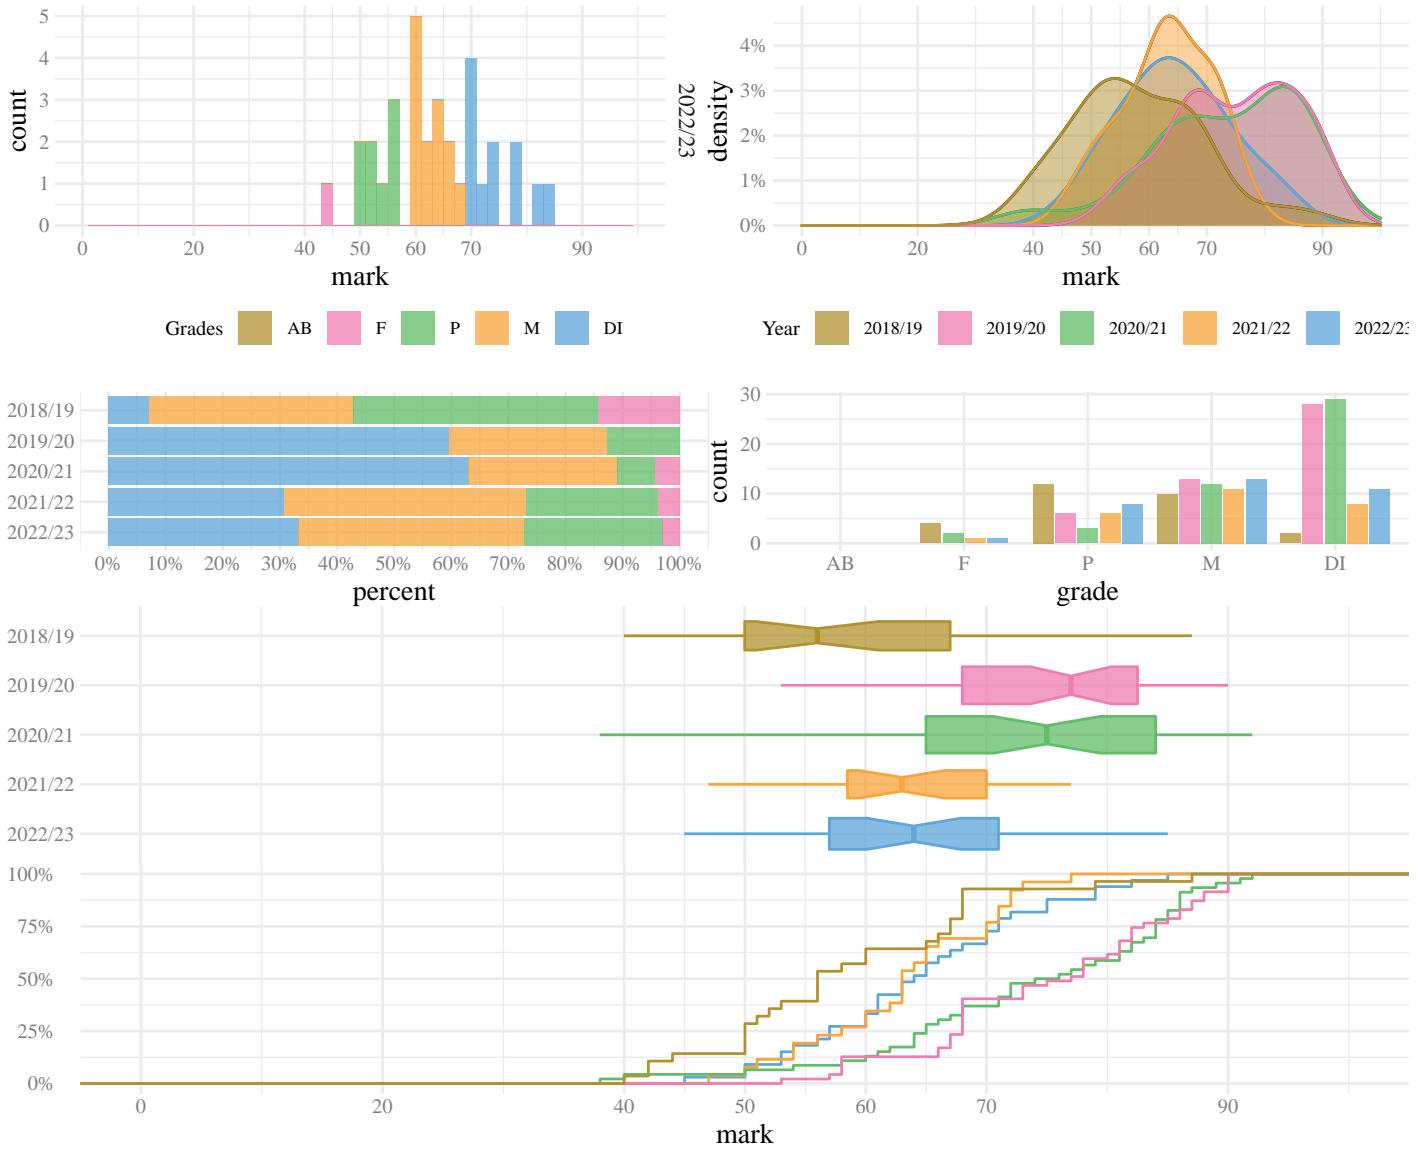 5
4
3
2
1
0
count
0 20 40 50 60 70 90
mark
2022/23
4%
3%
2%
1%
0%
density
0 20 40 50 60 70 90
mark
Grades AB F P M DI
Year 2018/19 2019/20 2020/21 2021/22 2022/23
2018/19
2019/20
2020/21
2021/22
2022/23
0% 10% 20% 30% 40% 50% 60% 70% 80% 90% 100%
percent
30
20
10
0
count
AB F P M DI
grade
2018/19
2019/20
2020/21
2021/22
2022/23
100%
75%
50%
25%
0%
0 20 40 50 60 70 90
mark